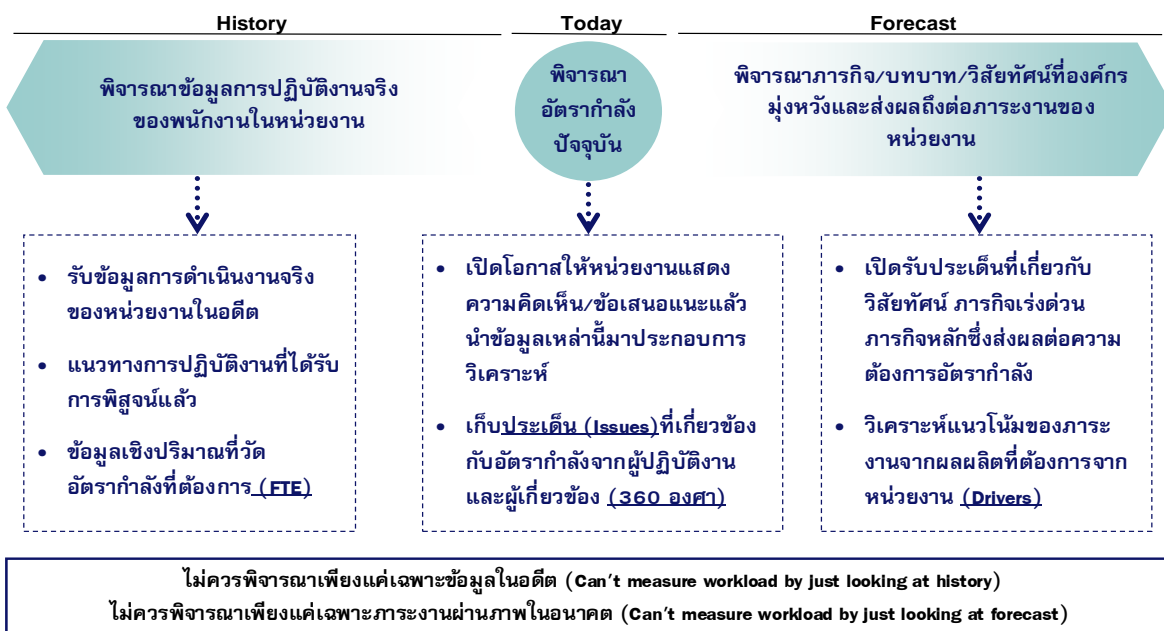 History
Today
Forecast
พิจารณาข้อมูลการปฏิบัติงานจริง
ของพนักงานในหน่วยงาน
พิจารณา
อัตรากำลัง
ปัจจุบัน
พิจารณาภารกิจ/บทบาท/วิสัยทัศน์ที่องค์กร
มุ่งหวังและส่งผลถึงต่อภาระงานของ
หน่วยงาน
• รับข้อมูลการดำเนินงานจริง
ของหน่วยงานในอดีต
• แนวทางการปฏิบัติงานที่ได้รับ
การพิสูจน์แล้ว
• ข้อมูลเชิงปริมาณที่วัด
อัตรากำลังที่ต้องการ (FTE)
• เปิดโอกาสให้หน่วยงานแสดง
ความคิดเห็น/ข้อเสนอแนะแล้ว
นำข้อมูลเหล่านี้มาประกอบการ
วิเคราะห์
• เก็บประเด็น (Issues)ที่เกี่ยวข้อง
กับอัตรากำลังจากผู้ปฏิบัติงาน
และผู้เกี่ยวข้อง (360 องศา)
• เปิดรับประเด็นที่เกี่ยวกับ
วิสัยทัศน์ ภารกิจเร่งด่วน
ภารกิจหลักซึ่งส่งผลต่อความ
ต้องการอัตรากำลัง
• วิเคราะห์แนวโน้มของภาระ
งานจากผลผลิตที่ต้องการจาก
หน่วยงาน (Drivers)
ไม่ควรพิจารณาเพียงแค่เฉพาะข้อมูลในอดีต (Can't measure workload by just looking at history)
ไม่ควรพิจารณาเพียงแค่เฉพาะภาระงานผ่านภาพในอนาคต (Can't measure workload by just looking at forecast)